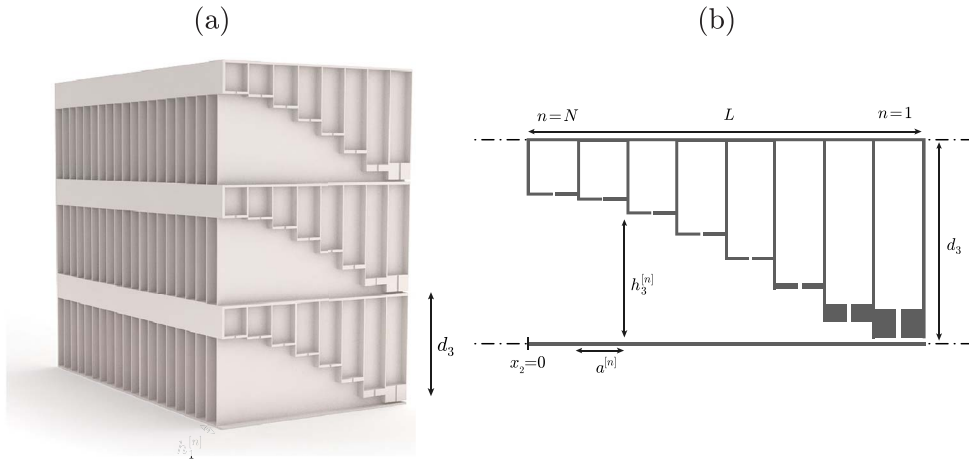 (a)
(b)
n=N
L
n=1
d₃
h₃^[n]
d₃
x₂=0
a^[n]